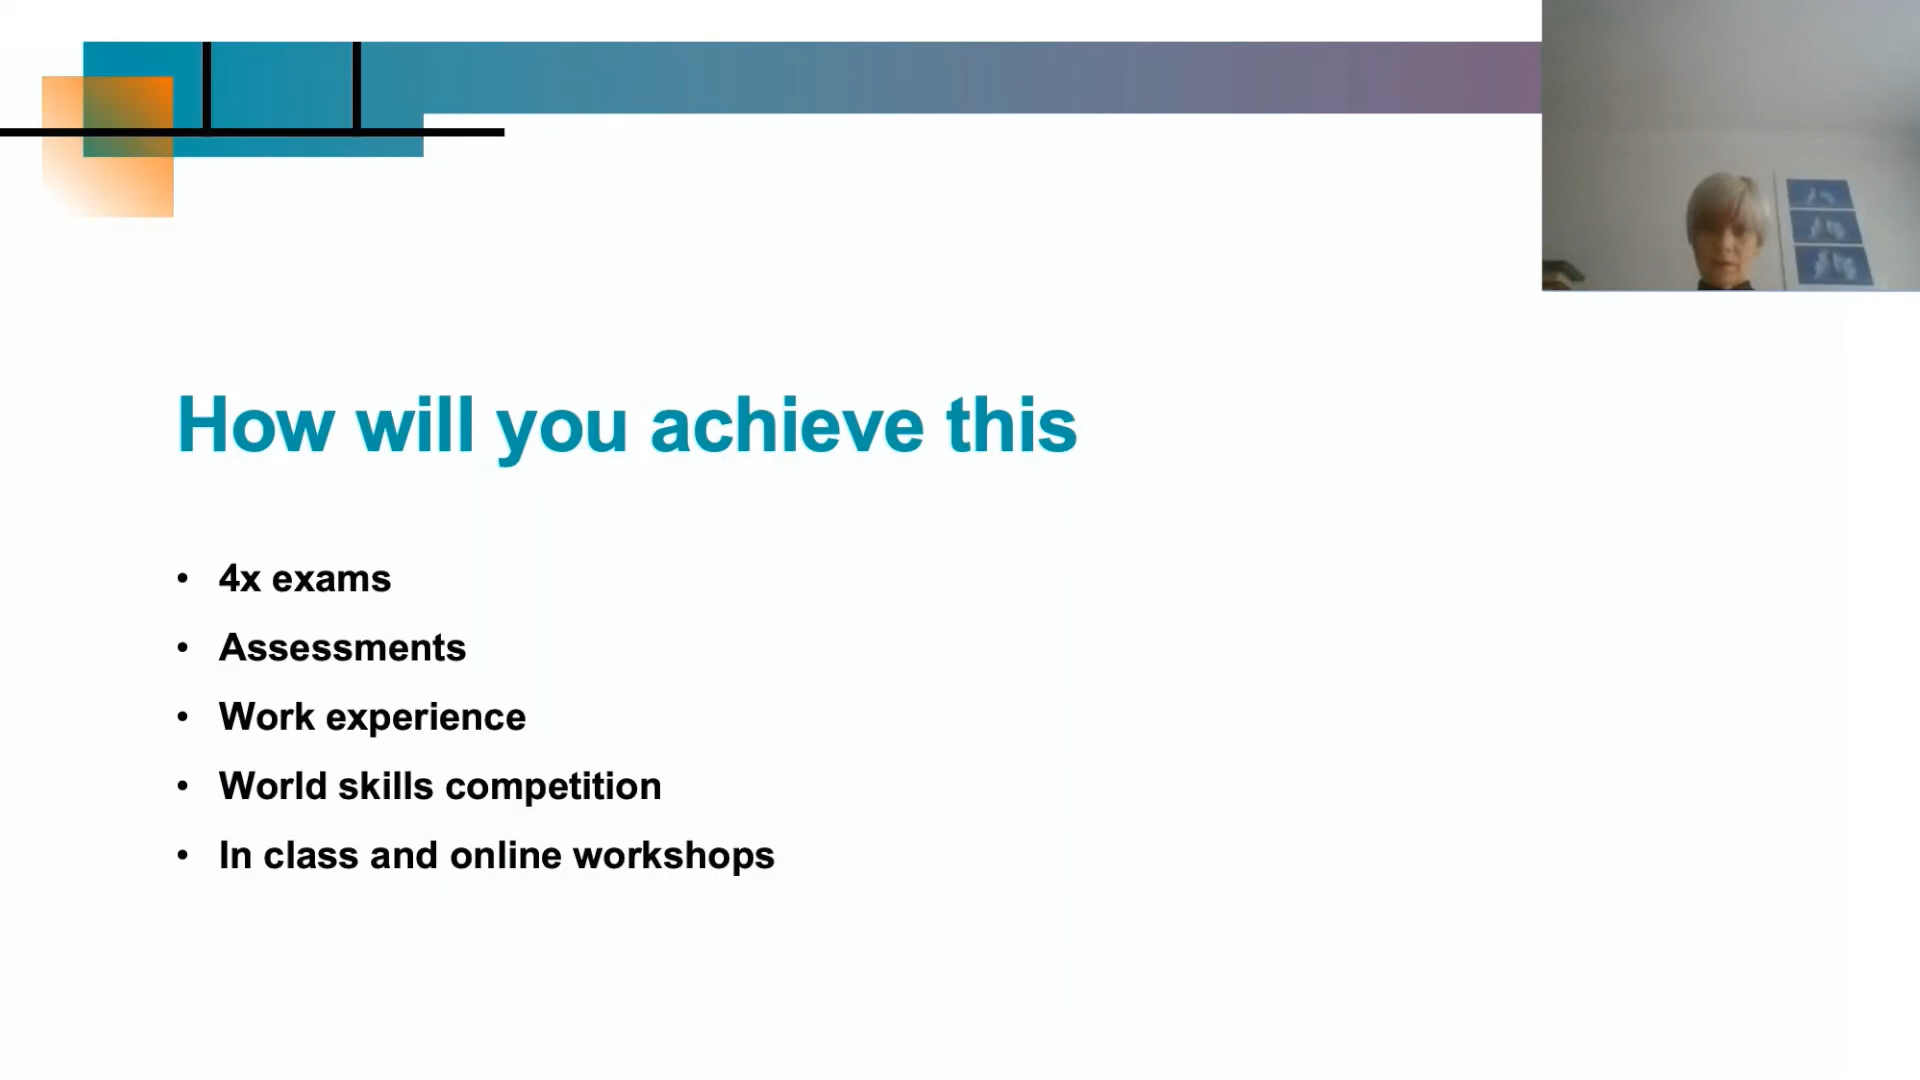 How will you achieve this
• 4x exams
• Assessments
• Work experience
• World skills competition
• In class and online workshops